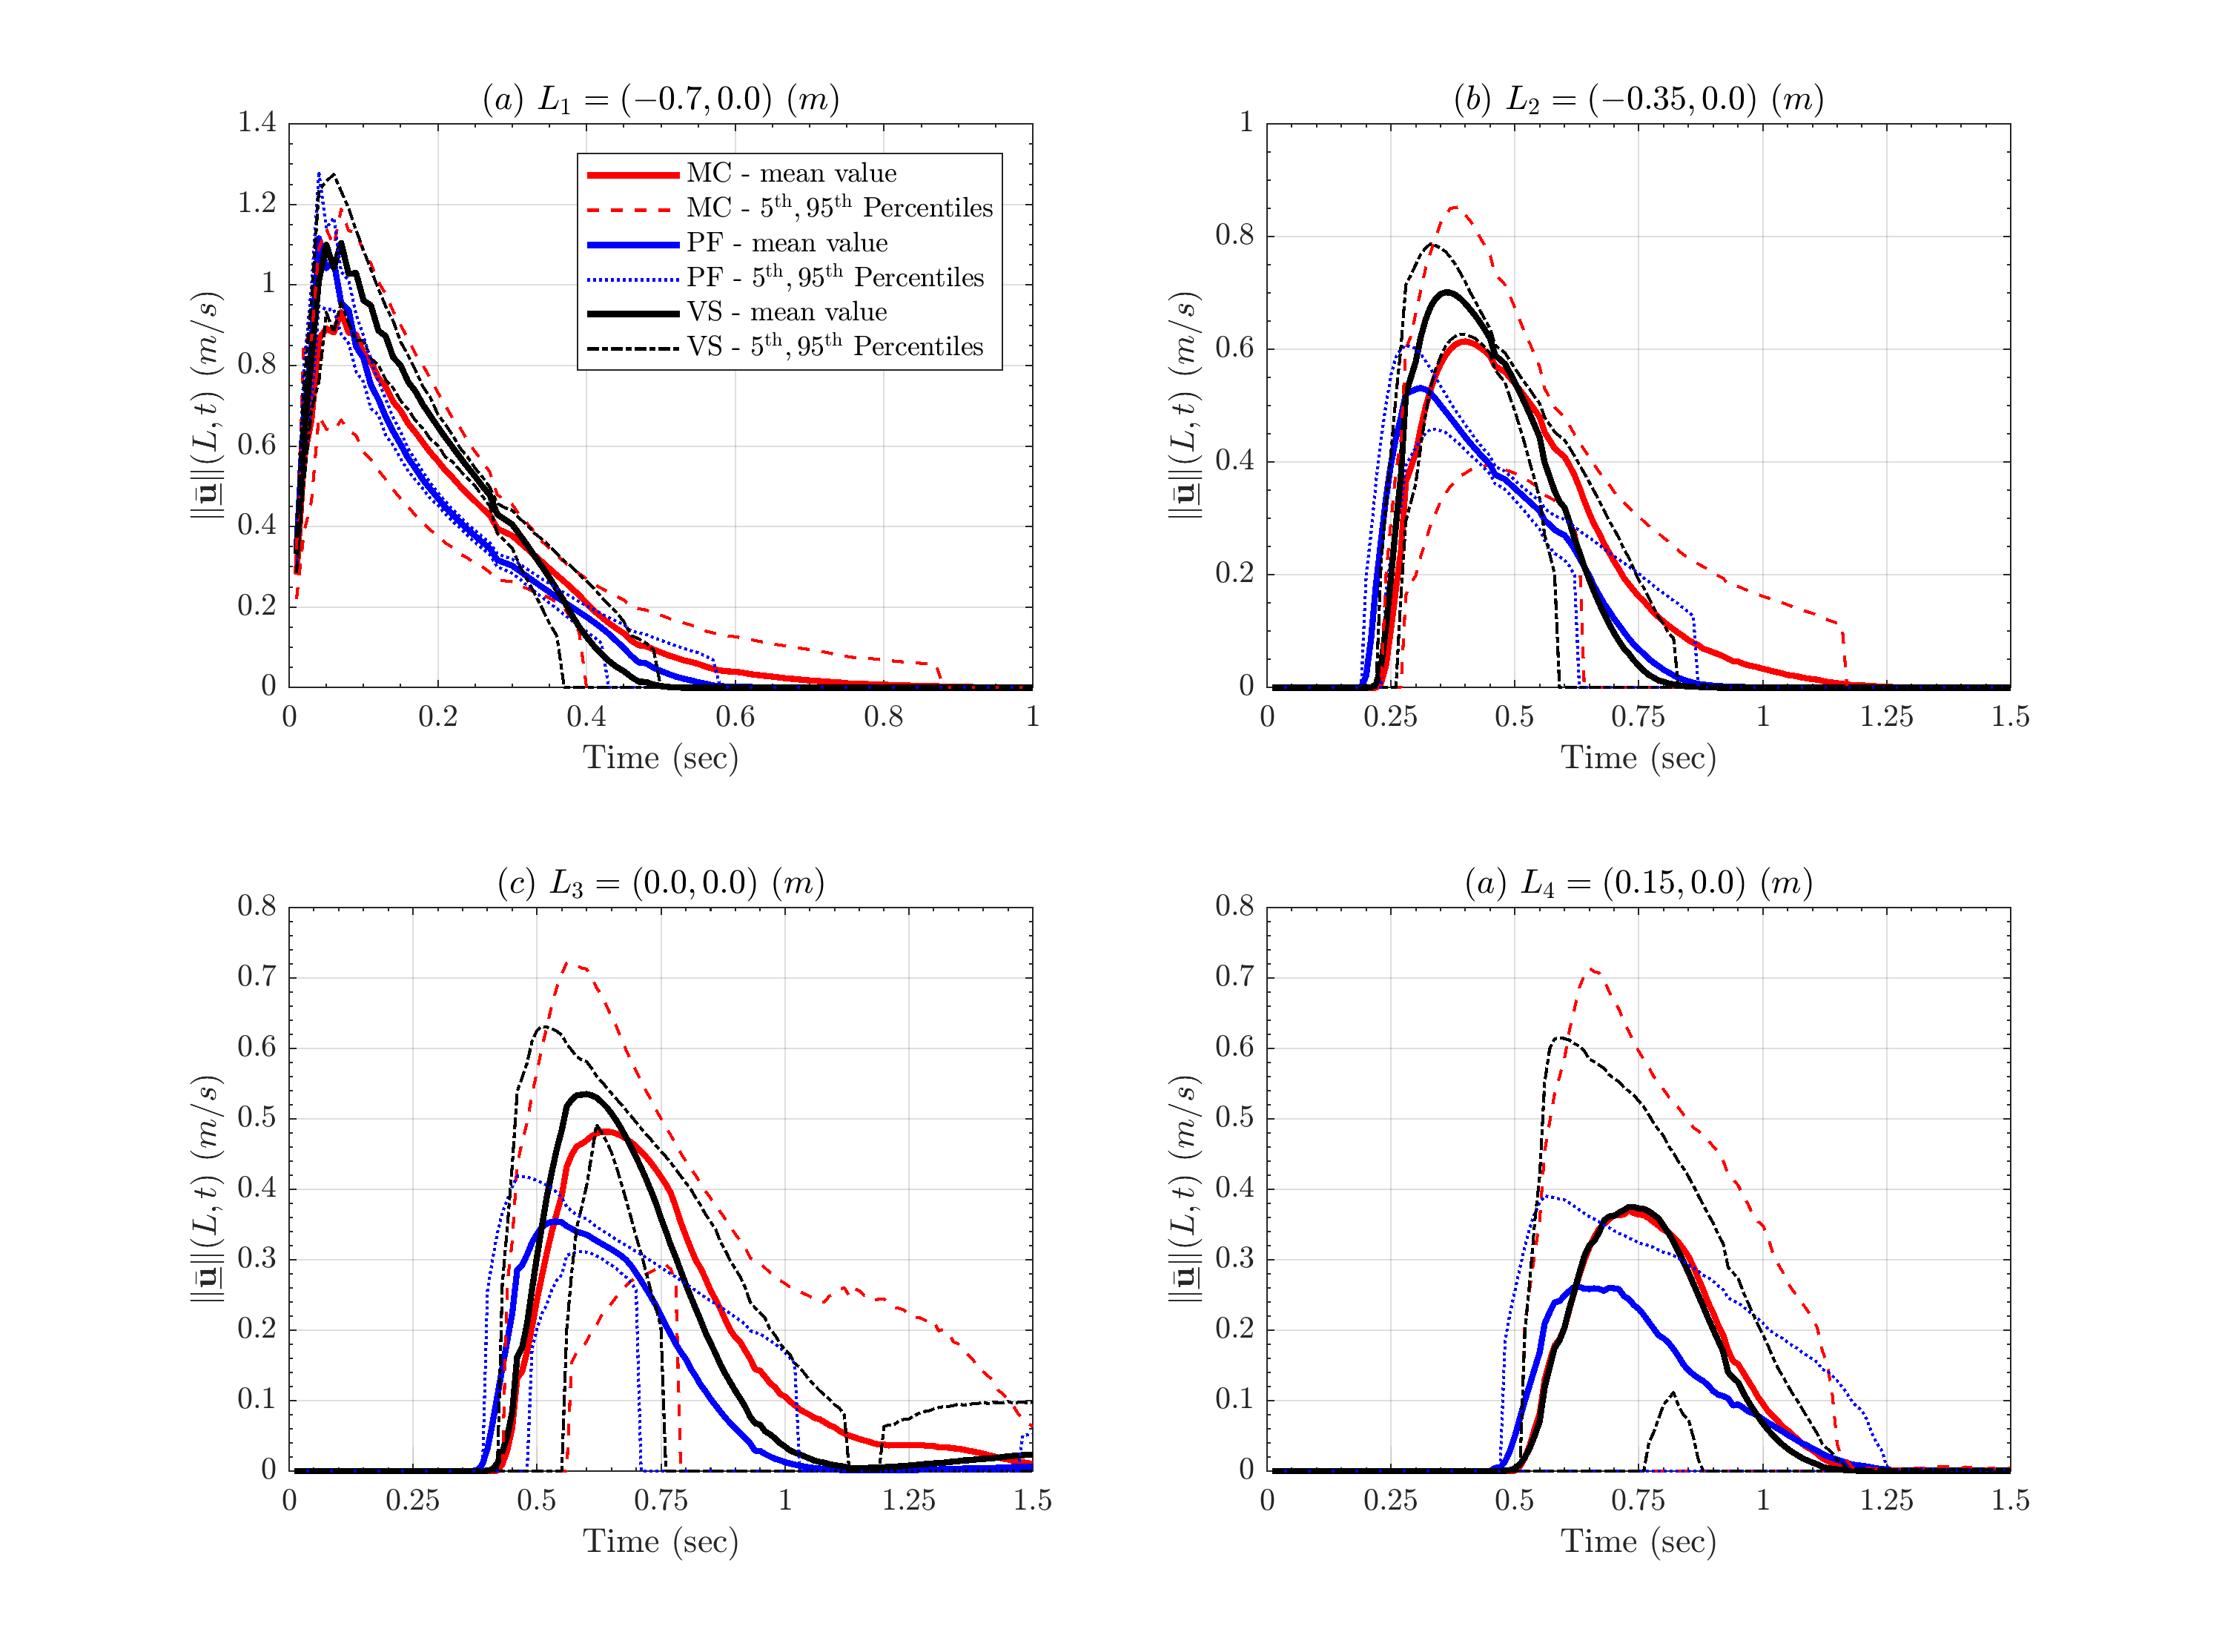 (a) L₁ = (−0.7, 0.0) (m)
1.4
1.2
1
0.8
0.6
0.4
0.2
0
||ū̲||(L, t) (m/s)
MC - mean value
MC - 5ᵗʰ, 95ᵗʰ Percentiles
PF - mean value
PF - 5ᵗʰ, 95ᵗʰ Percentiles
VS - mean value
VS - 5ᵗʰ, 95ᵗʰ Percentiles
0 0.2 0.4 0.6 0.8 1
Time (sec)
(b) L₂ = (−0.35, 0.0) (m)
1
0.8
0.6
0.4
0.2
0
||ū̲||(L, t) (m/s)
0 0.25 0.5 0.75 1 1.25 1.5
Time (sec)
(c) L₃ = (0.0, 0.0) (m)
0.8
0.7
0.6
0.5
0.4
0.3
0.2
0.1
0
||ū̲||(L, t) (m/s)
0 0.25 0.5 0.75 1 1.25 1.5
Time (sec)
(a) L₄ = (0.15, 0.0) (m)
0.8
0.7
0.6
0.5
0.4
0.3
0.2
0.1
0
||ū̲||(L, t) (m/s)
0 0.25 0.5 0.75 1 1.25 1.5
Time (sec)